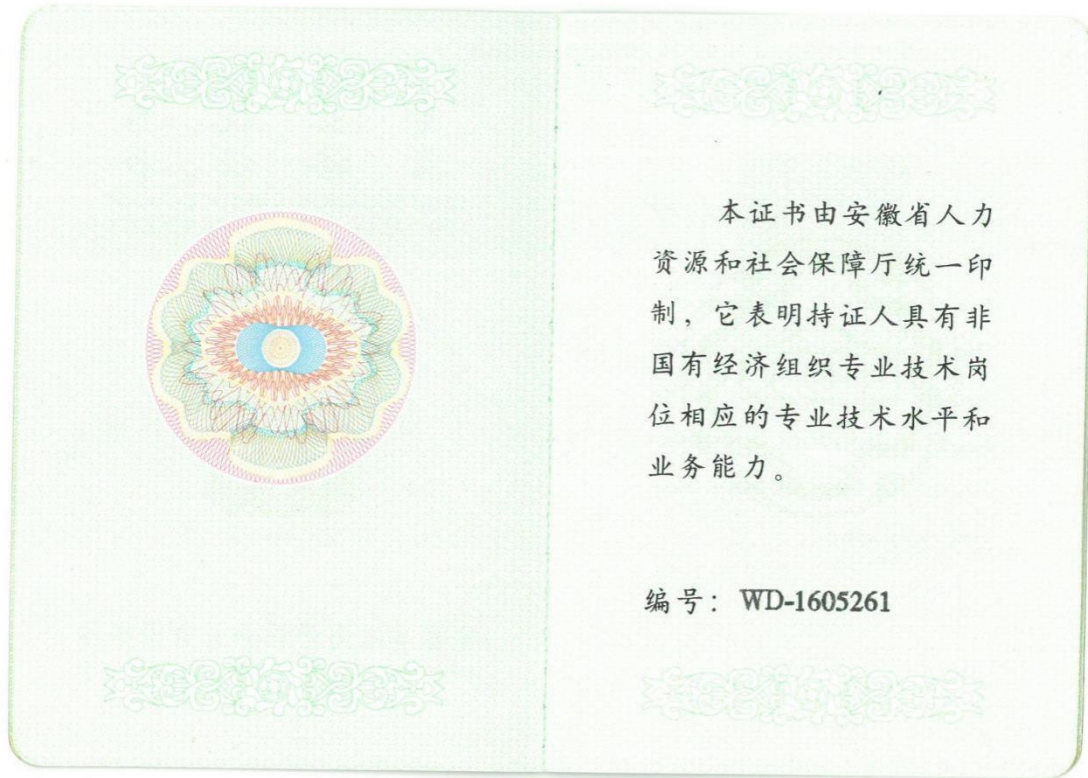 本证书由安徽省人力
资源和社会保障厅统一印
制，它表明持证人具有非
国有经济组织专业技术岗
位相应的专业技术水平和
业务能力。
编号：WD-1605261